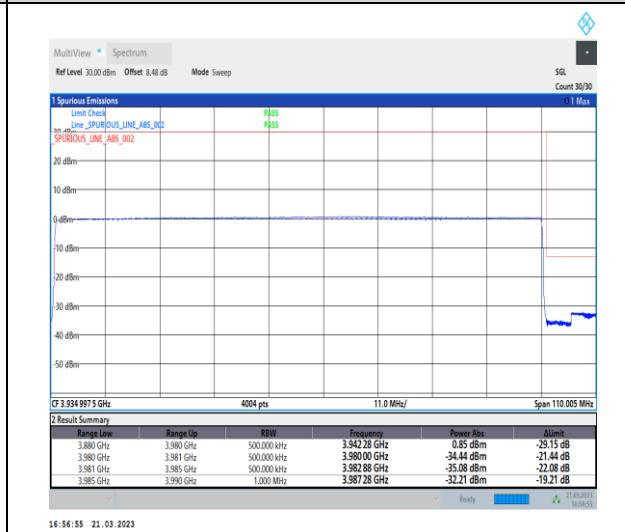 MultiView Spectrum
Ref Level 30.00 dBm Offset 8.48 dB Mode Sweep SGL
Count 30/30
1 Spurious Emissions 1 Max
Limit Check PASS
Line _SPURIOUS_LINE_ABS_002 PASS
30 dBm
_SPURIOUS_LINE_ABS_002
20 dBm
10 dBm
0 dBm
-10 dBm
-20 dBm
-30 dBm
-40 dBm
-50 dBm
CF 3.934 997 5 GHz 4004 pts 11.0 MHz/ Span 110.005 MHz
2 Result Summary
Range Low Range Up RBW Frequency Power Abs ΔLimit
3.880 GHz 3.980 GHz 500.000 kHz 3.942 28 GHz 0.85 dBm -29.15 dB
3.980 GHz 3.981 GHz 500.000 kHz 3.980 00 GHz -34.44 dBm -21.44 dB
3.981 GHz 3.985 GHz 500.000 kHz 3.982 88 GHz -35.08 dBm -22.08 dB
3.985 GHz 3.990 GHz 1.000 MHz 3.987 28 GHz -32.21 dBm -19.21 dB
Ready 21.03.2023
16:56:55
16:56:55 21.03.2023